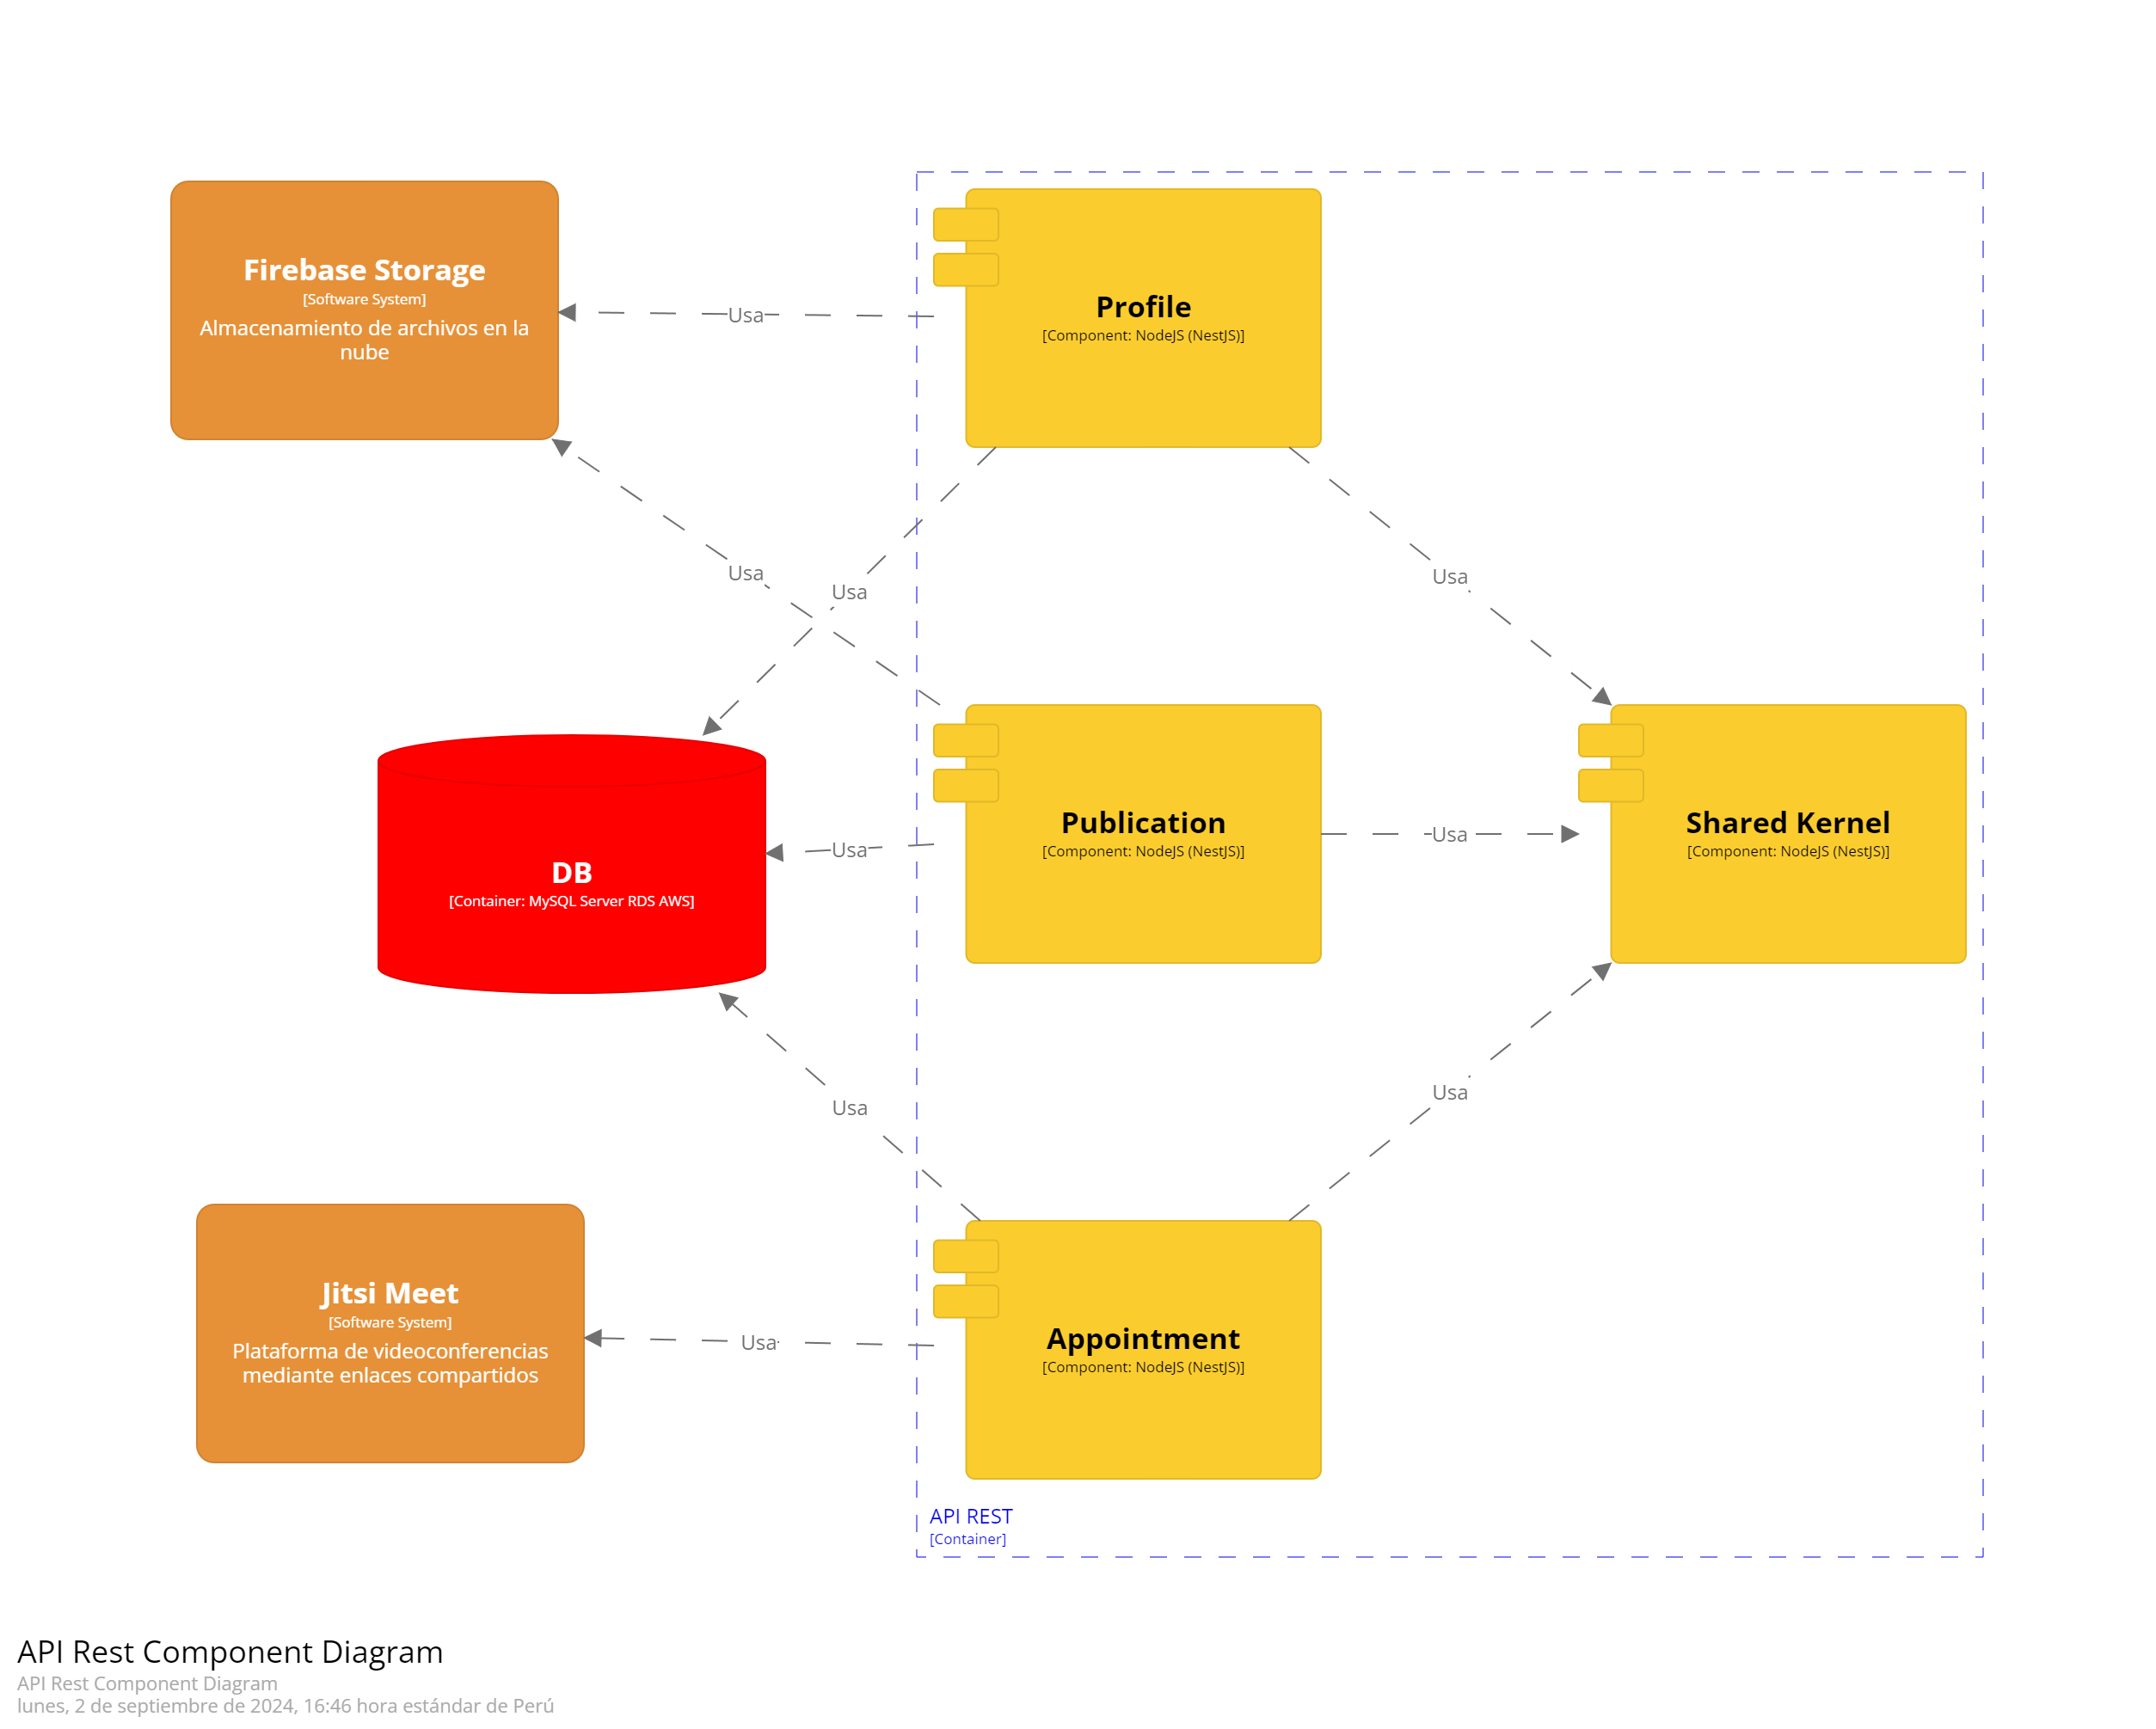 Firebase Storage
[Software System]
Almacenamiento de archivos en la
nube
Usa
Profile
[Component: NodeJS (NestJS)]
Usa
Usa
Usa
DB
[Container: MySQL Server RDS AWS]
Usa
Publication
[Component: NodeJS (NestJS)]
Usa
Shared Kernel
[Component: NodeJS (NestJS)]
Usa
Usa
Jitsi Meet
[Software System]
Plataforma de videoconferencias
mediante enlaces compartidos
Usa
Appointment
[Component: NodeJS (NestJS)]
API REST
[Container]
API Rest Component Diagram
API Rest Component Diagram
lunes, 2 de septiembre de 2024, 16:46 hora estándar de Perú